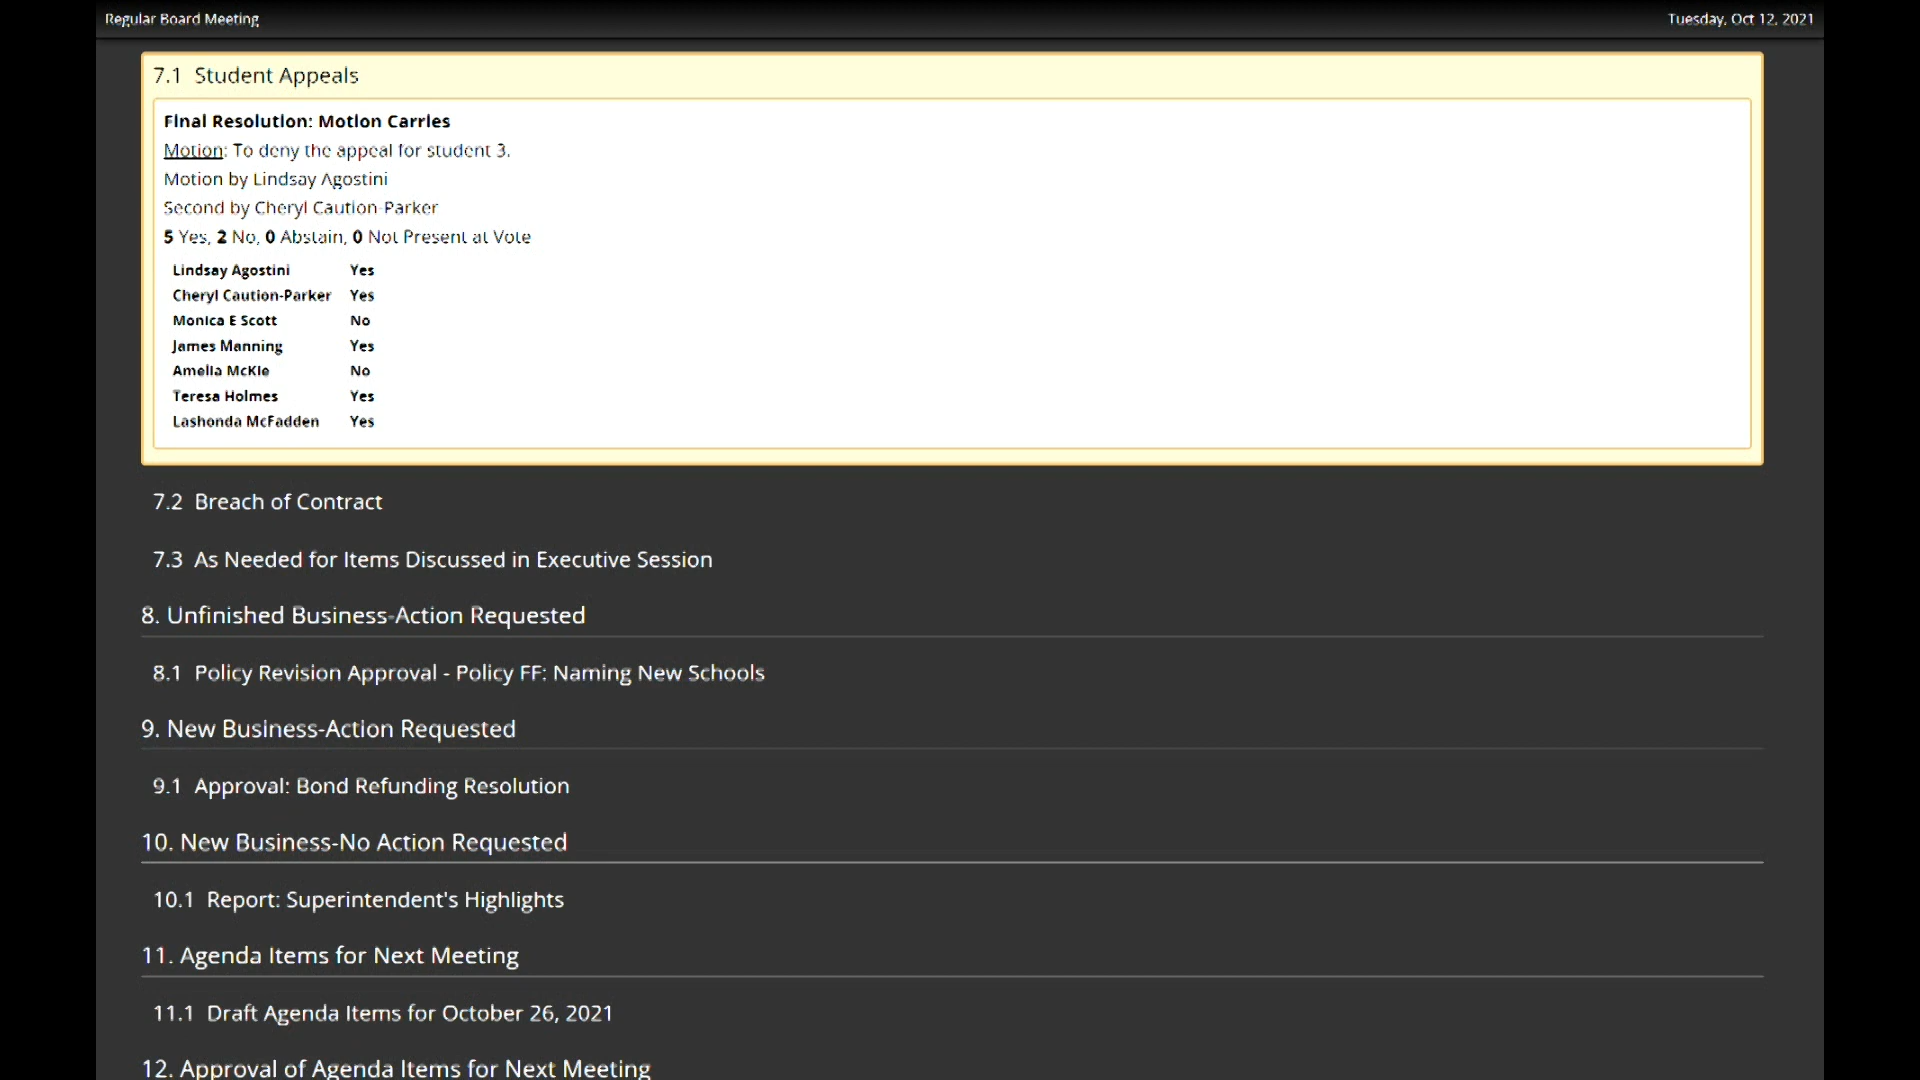 Regular Board Meeting
Tuesday, Oct 12, 2021
7.1 Student Appeals
Final Resolution: Motion Carries
Motion: To deny the appeal for student 3.
Motion by Lindsay Agostini
Second by Cheryl Caution-Parker
5 Yes, 2 No, 0 Abstain, 0 Not Present at Vote
Lindsay Agostini Yes
Cheryl Caution-Parker Yes
Monica E Scott No
James Manning Yes
Amelia McKie No
Teresa Holmes Yes
Lashonda McFadden Yes
7.2 Breach of Contract
7.3 As Needed for Items Discussed in Executive Session
8. Unfinished Business-Action Requested
8.1 Policy Revision Approval - Policy FF: Naming New Schools
9. New Business-Action Requested
9.1 Approval: Bond Refunding Resolution
10. New Business-No Action Requested
10.1 Report: Superintendent's Highlights
11. Agenda Items for Next Meeting
11.1 Draft Agenda Items for October 26, 2021
12. Approval of Agenda Items for Next Meeting